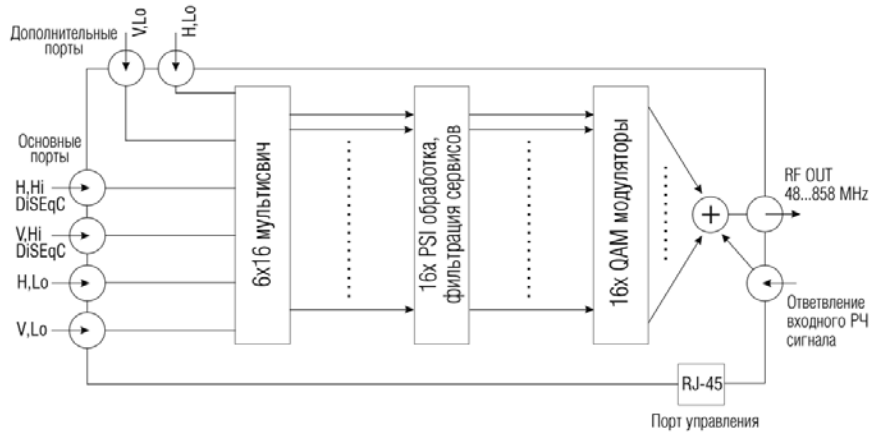 Дополнительные
порты
V,Lo
H,Lo
Основные
порты
H,Hi
DiSEqC
V,Hi
DiSEqC
H,Lo
V,Lo
6x16 мультисвич
16x PSI обработка,
фильтрация сервисов
16x QAM модуляторы
+
RF OUT
48...858 MHz
Ответвление
входного РЧ
сигнала
RJ-45
Порт управления